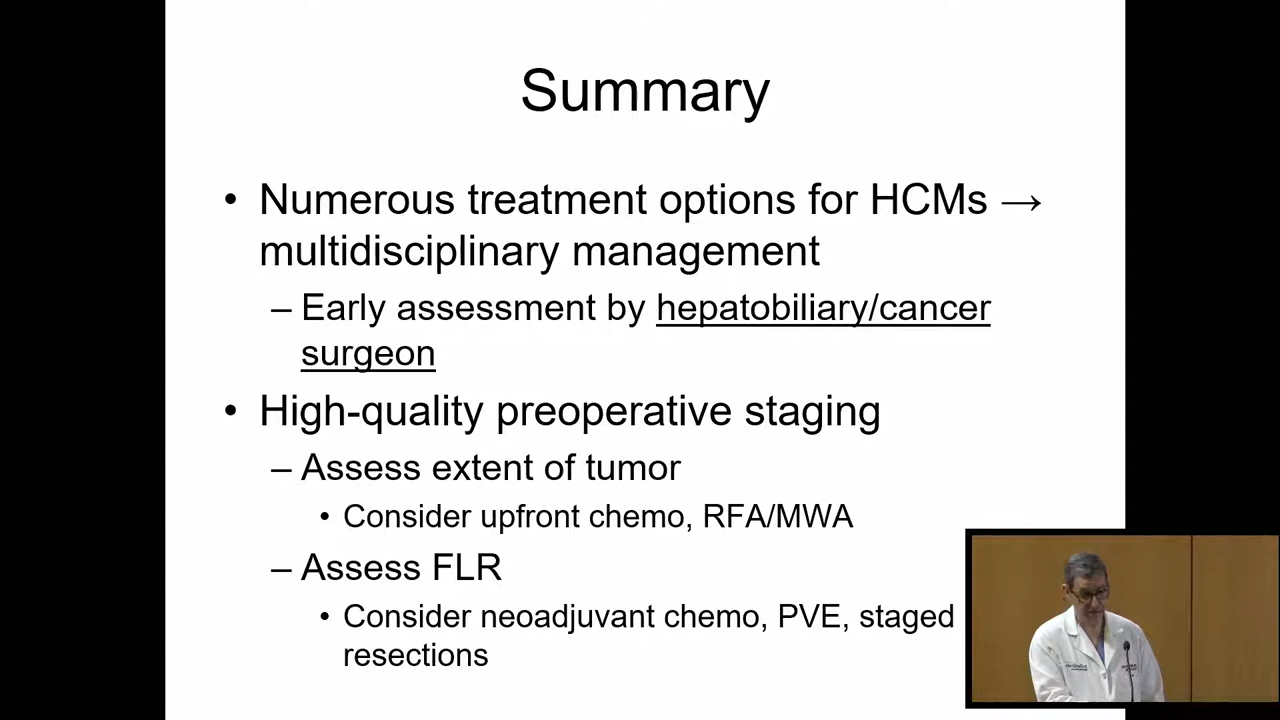 Summary
• Numerous treatment options for HCMs →
multidisciplinary management
– Early assessment by hepatobiliary/cancer
surgeon
• High-quality preoperative staging
– Assess extent of tumor
• Consider upfront chemo, RFA/MWA
– Assess FLR
• Consider neoadjuvant chemo, PVE, staged
resections